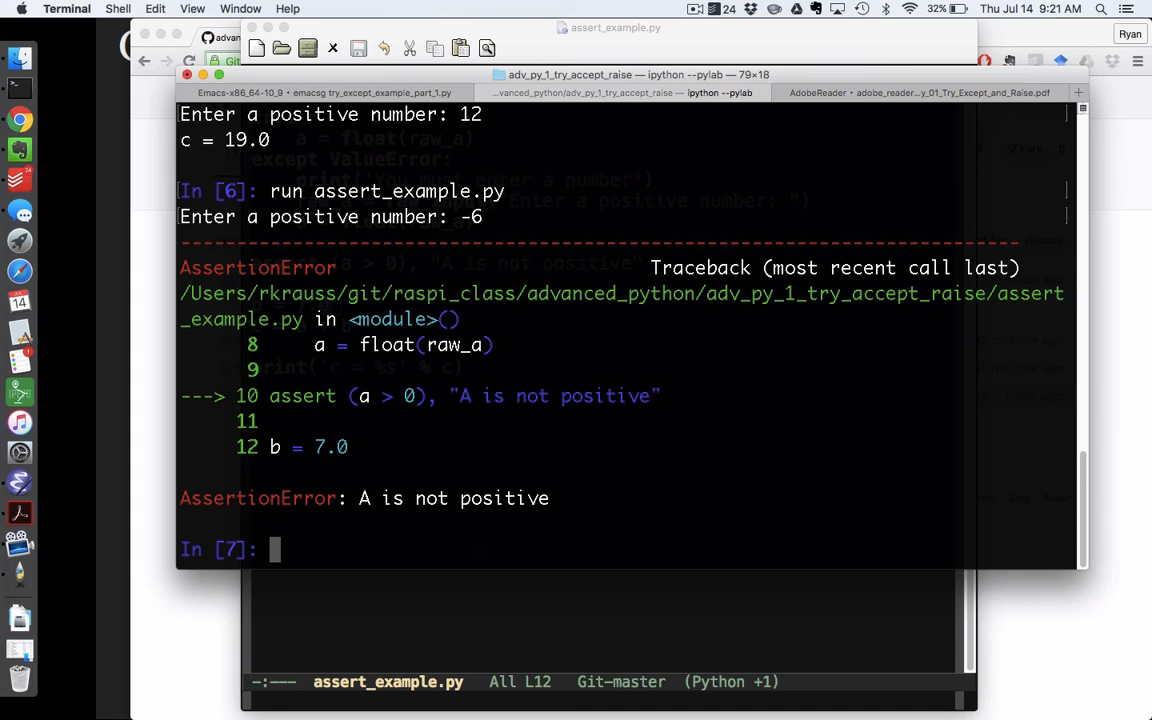 Terminal Shell Edit View Window Help 24 32% Thu Jul 14 9:21 AM
assert_example.py
Ryan
adv_py_1_try_accept_raise — ipython --pylab — 79×18
Emacs-x86_64-10_9 • emacsg try_except_example_part_1.py ...vanced_python/adv_py_1_try_accept_raise — ipython --pylab AdobeReader • adobe_reader..._01_Try_Except_and_Raise.pdf
Enter a positive number: 12
c = 19.0
In [6]: run assert_example.py
Enter a positive number: -6
AssertionError Traceback (most recent call last)
/Users/rkrauss/git/raspi_class/advanced_python/adv_py_1_try_accept_raise/assert
_example.py in <module>()
8 a = float(raw_a)
9
---> 10 assert (a > 0), "A is not positive"
11
12 b = 7.0
AssertionError: A is not positive
In [7]:
-:--- assert_example.py All L12 Git-master (Python +1)